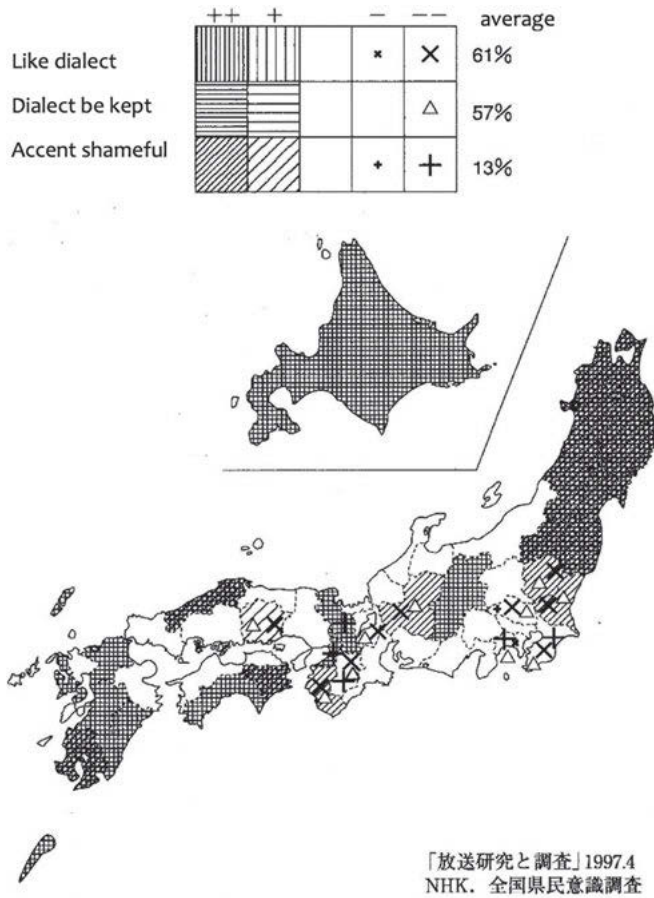 ++ + − −− average
Like dialect 61%
Dialect be kept 57%
Accent shameful 13%
「放送研究と調査」1997.4
NHK. 全国県民意識調査